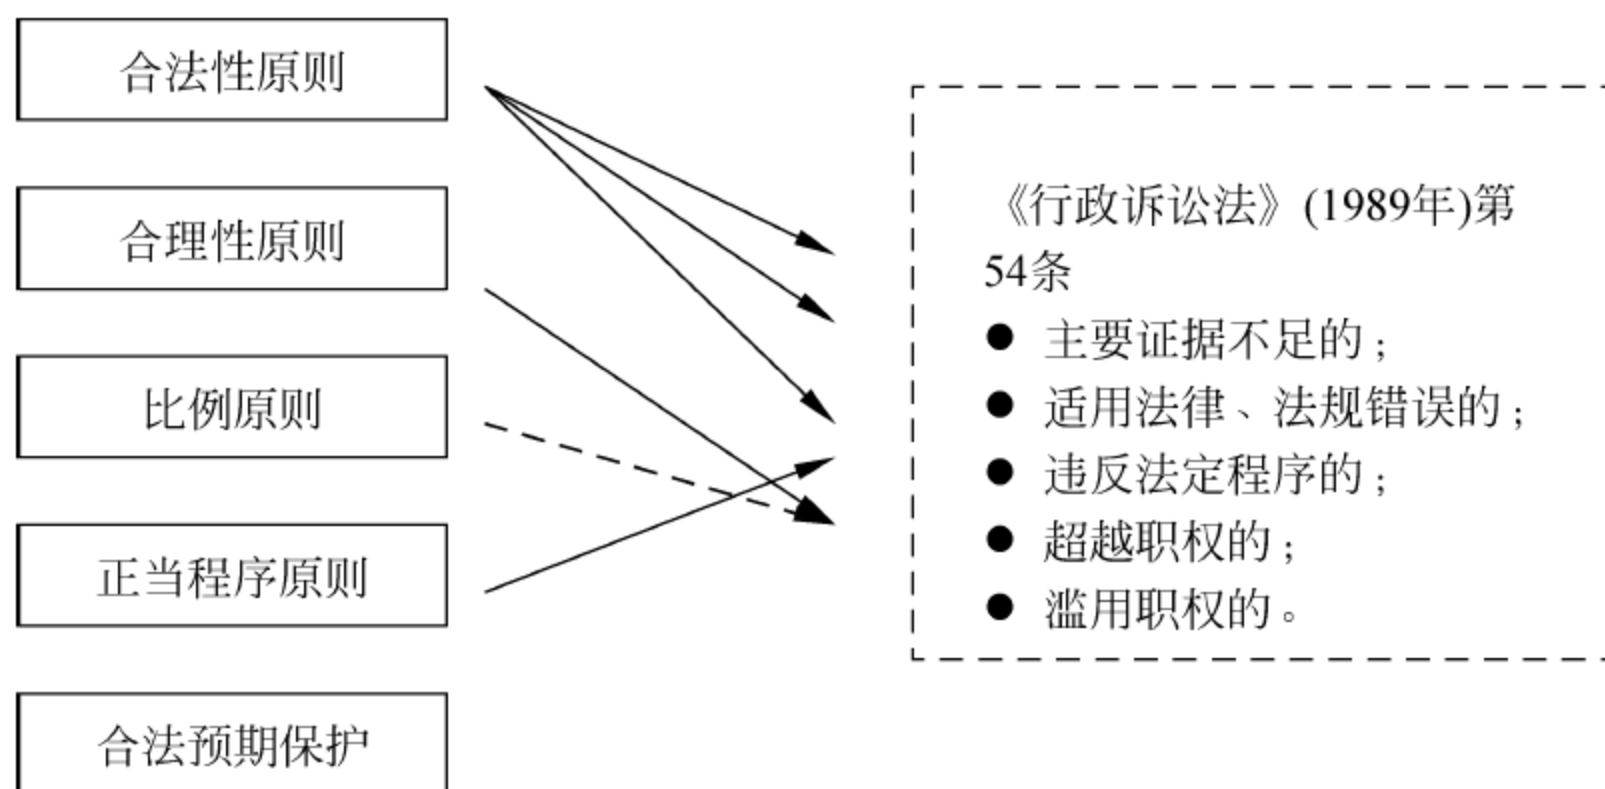 合法性原则
合理性原则
比例原则
正当程序原则
合法预期保护
《行政诉讼法》(1989年)第
54条
● 主要证据不足的；
● 适用法律、法规错误的；
● 违反法定程序的；
● 超越职权的；
● 滥用职权的。